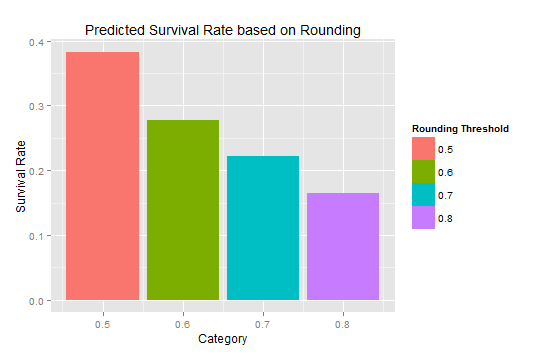 Predicted Survival Rate based on Rounding
Survival Rate
0.4
0.3
0.2
0.1
0.0
0.5 0.6 0.7 0.8
Category
Rounding Threshold
0.5
0.6
0.7
0.8